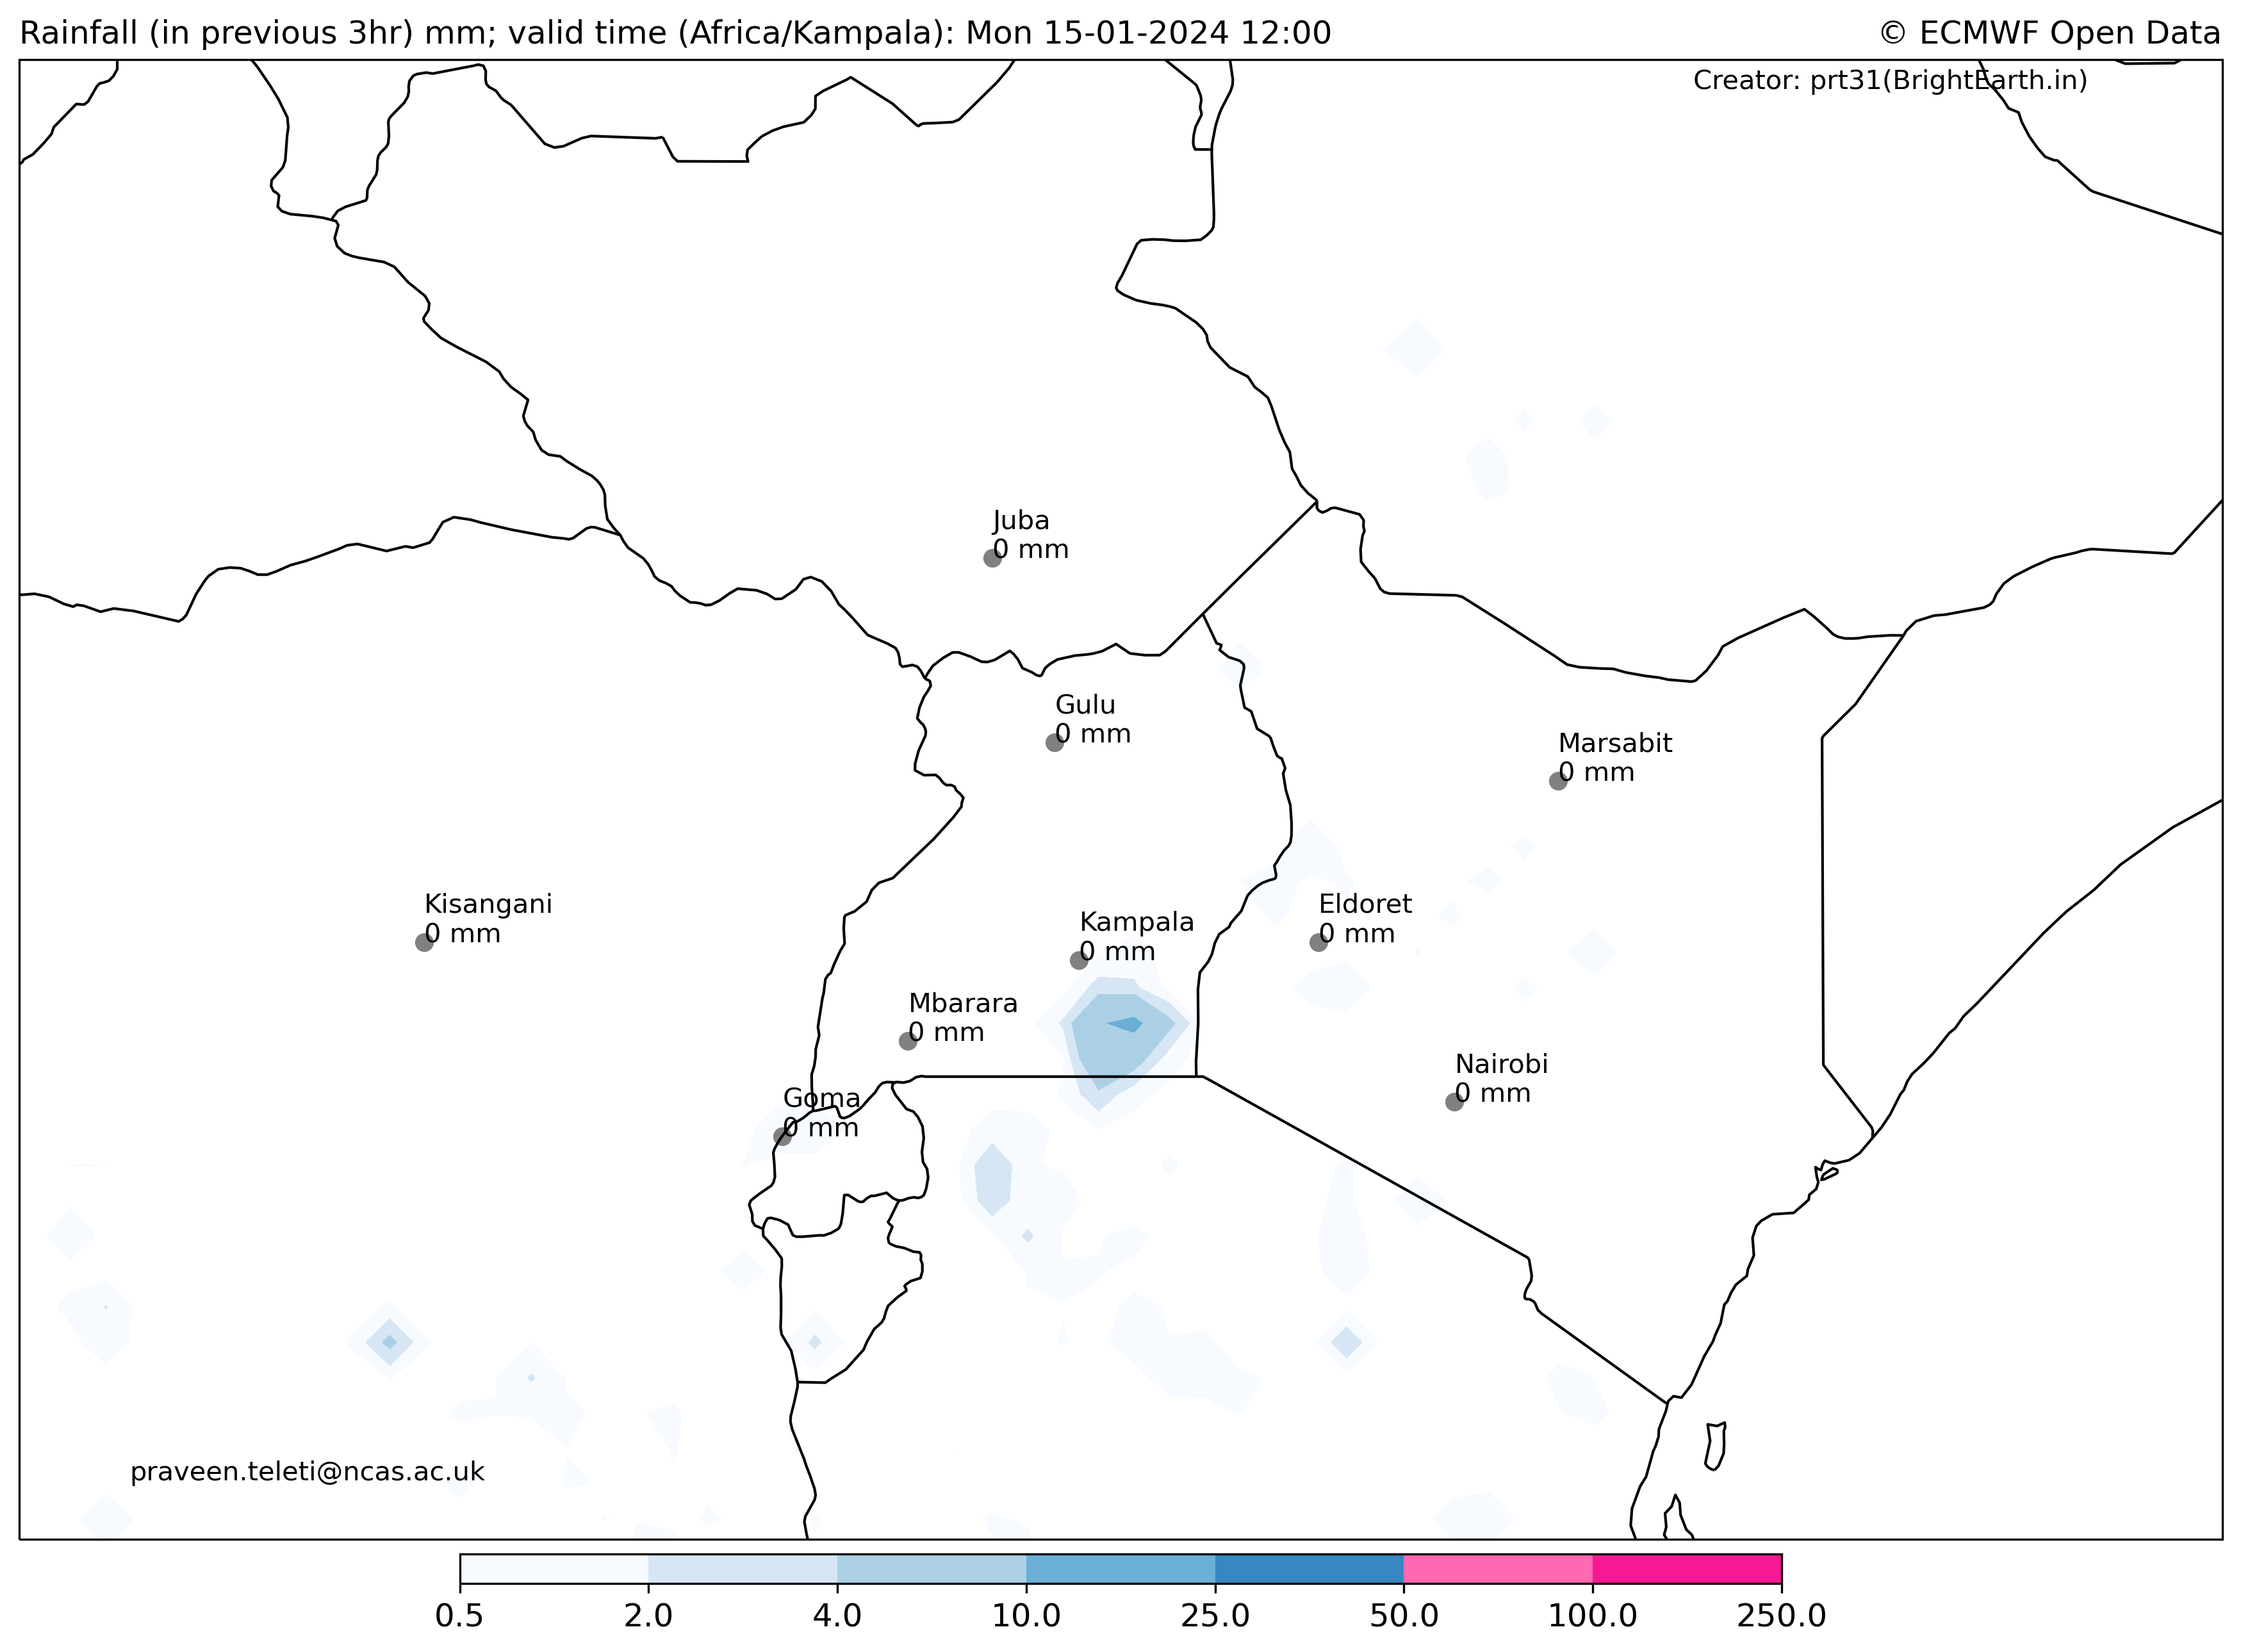 Rainfall (in previous 3hr) mm; valid time (Africa/Kampala): Mon 15-01-2024 12:00
© ECMWF Open Data
Creator: prt31(BrightEarth.in)
Juba
0 mm
Gulu
0 mm
Marsabit
0 mm
Kisangani
0 mm
Kampala
0 mm
Eldoret
0 mm
Mbarara
0 mm
Nairobi
0 mm
Goma
0 mm
praveen.teleti@ncas.ac.uk
0.5 2.0 4.0 10.0 25.0 50.0 100.0 250.0